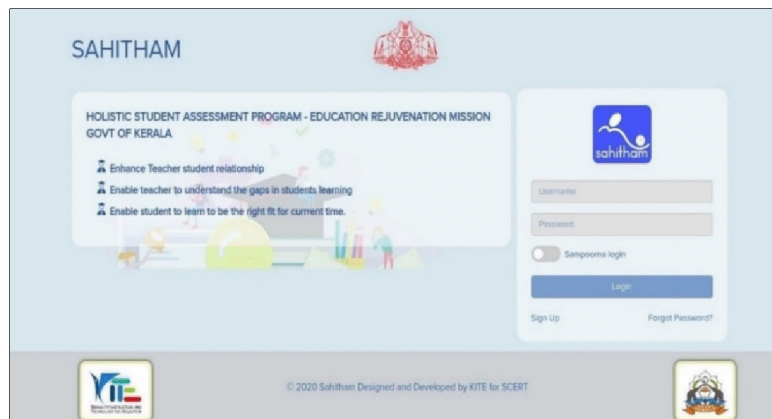 SAHITHAM
HOLISTIC STUDENT ASSESSMENT PROGRAM - EDUCATION REJUVENATION MISSION
GOVT OF KERALA
Enhance Teacher student relationship
Enable teacher to understand the gaps in students learning
Enable student to learn to be the right fit for current time.
sahitham
Username
Password
Sampoorna login
Login
Sign Up
Forgot Password?
KITE
© 2020 Sahitham Designed and Developed by KITE for SCERT